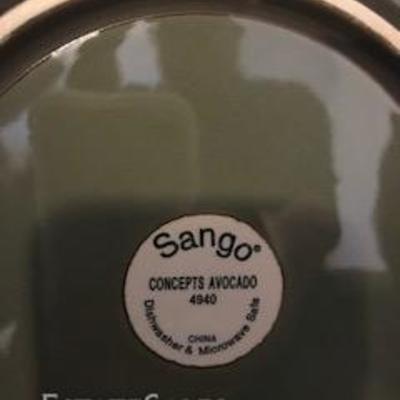 Sango®
CONCEPTS AVOCADO
4940
CHINA
Dishwasher & Microwave Safe